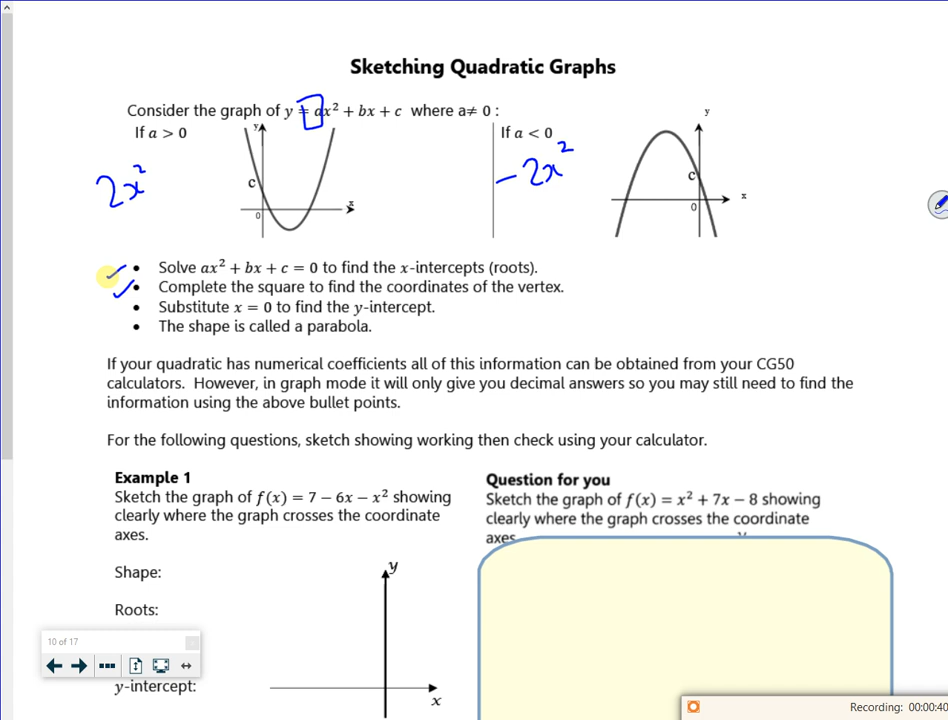 Sketching Quadratic Graphs
Consider the graph of y = ax² + bx + c where a≠ 0 :
If a > 0
If a < 0
2x²
-2x²
y
x
C
0
y
x
C
0
• Solve ax² + bx + c = 0 to find the x-intercepts (roots).
• Complete the square to find the coordinates of the vertex.
• Substitute x = 0 to find the y-intercept.
• The shape is called a parabola.
If your quadratic has numerical coefficients all of this information can be obtained from your CG50
calculators. However, in graph mode it will only give you decimal answers so you may still need to find the
information using the above bullet points.
For the following questions, sketch showing working then check using your calculator.
Example 1
Sketch the graph of f(x) = 7 – 6x – x² showing
clearly where the graph crosses the coordinate
axes.
Shape:
Roots:
y-intercept:
y
x
Question for you
Sketch the graph of f(x) = x² + 7x – 8 showing
clearly where the graph crosses the coordinate
axes
10 of 17
Recording: 00:00:40